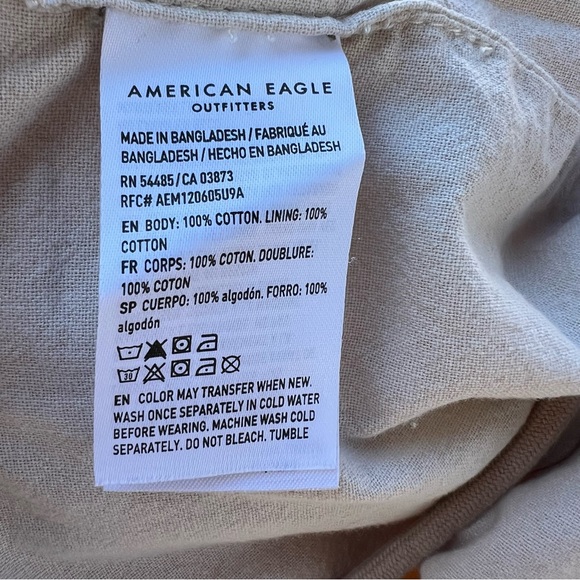 AMERICAN EAGLE
OUTFITTERS
MADE IN BANGLADESH / FABRIQUÉ AU
BANGLADESH / HECHO EN BANGLADESH
RN 54485/CA 03873
RFC# AEM120605U9A
EN BODY: 100% COTTON. LINING: 100%
COTTON
FR CORPS: 100% COTON. DOUBLURE:
100% COTON
SP CUERPO: 100% algodón. FORRO: 100%
algodón
30
EN COLOR MAY TRANSFER WHEN NEW.
WASH ONCE SEPARATELY IN COLD WATER
BEFORE WEARING. MACHINE WASH COLD
SEPARATELY. DO NOT BLEACH. TUMBLE